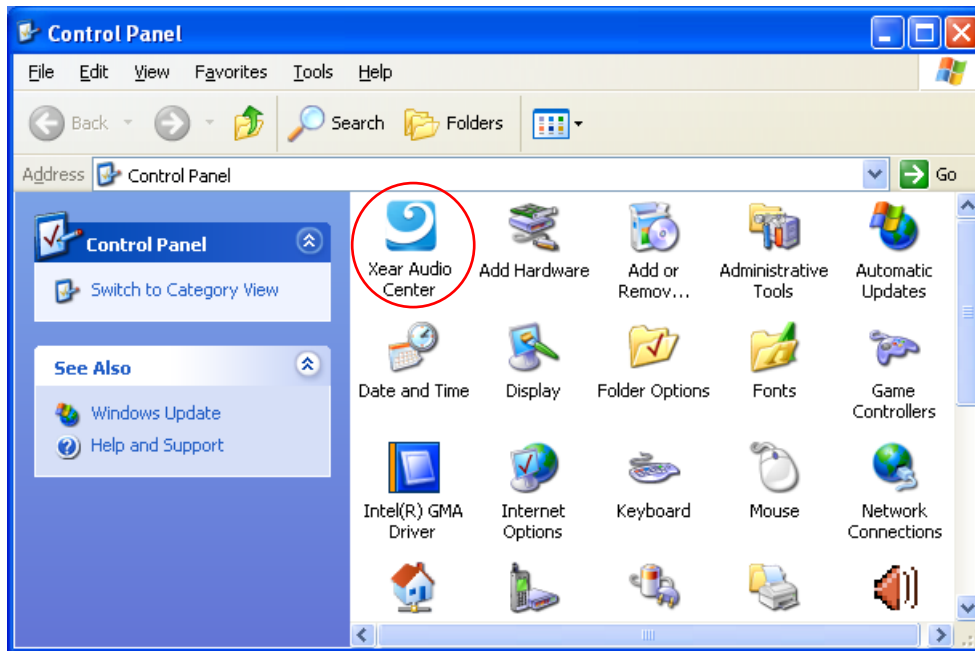 Control Panel
File Edit View Favorites Tools Help
Back Search Folders
Address Control Panel Go
Control Panel
Switch to Category View
See Also
Windows Update
Help and Support
Xear Audio
Center
Add Hardware
Add or
Remov...
Administrative
Tools
Automatic
Updates
Date and Time
Display
Folder Options
Fonts
Game
Controllers
Intel(R) GMA
Driver
Internet
Options
Keyboard
Mouse
Network
Connections